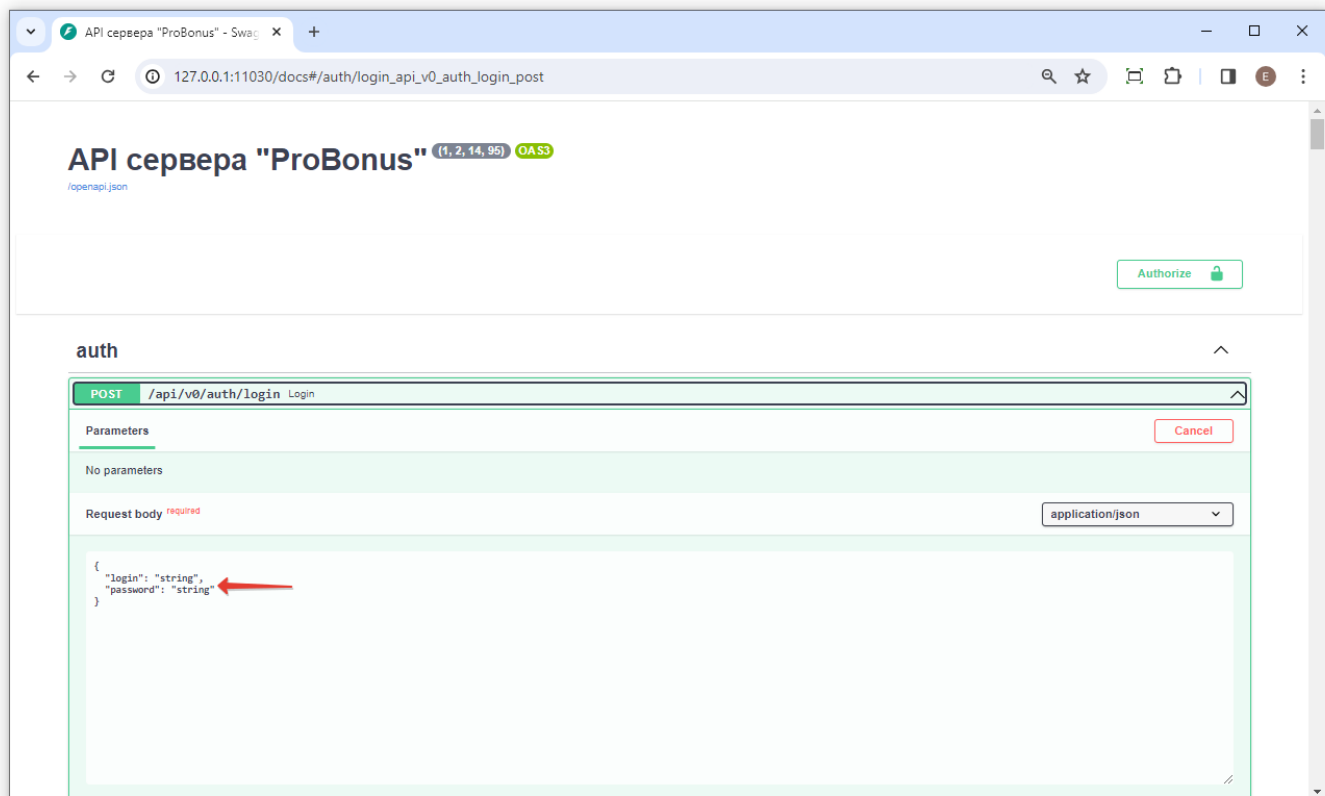 API сервера "ProBonus" - Swag
127.0.0.1:11030/docs#/auth/login_api_v0_auth_login_post
E
API сервера "ProBonus" (1, 2, 14, 95) OAS3
/openapi.json
Authorize
auth
POST /api/v0/auth/login Login
Parameters
Cancel
No parameters
Request body required
application/json
{
"login": "string",
"password": "string"
}